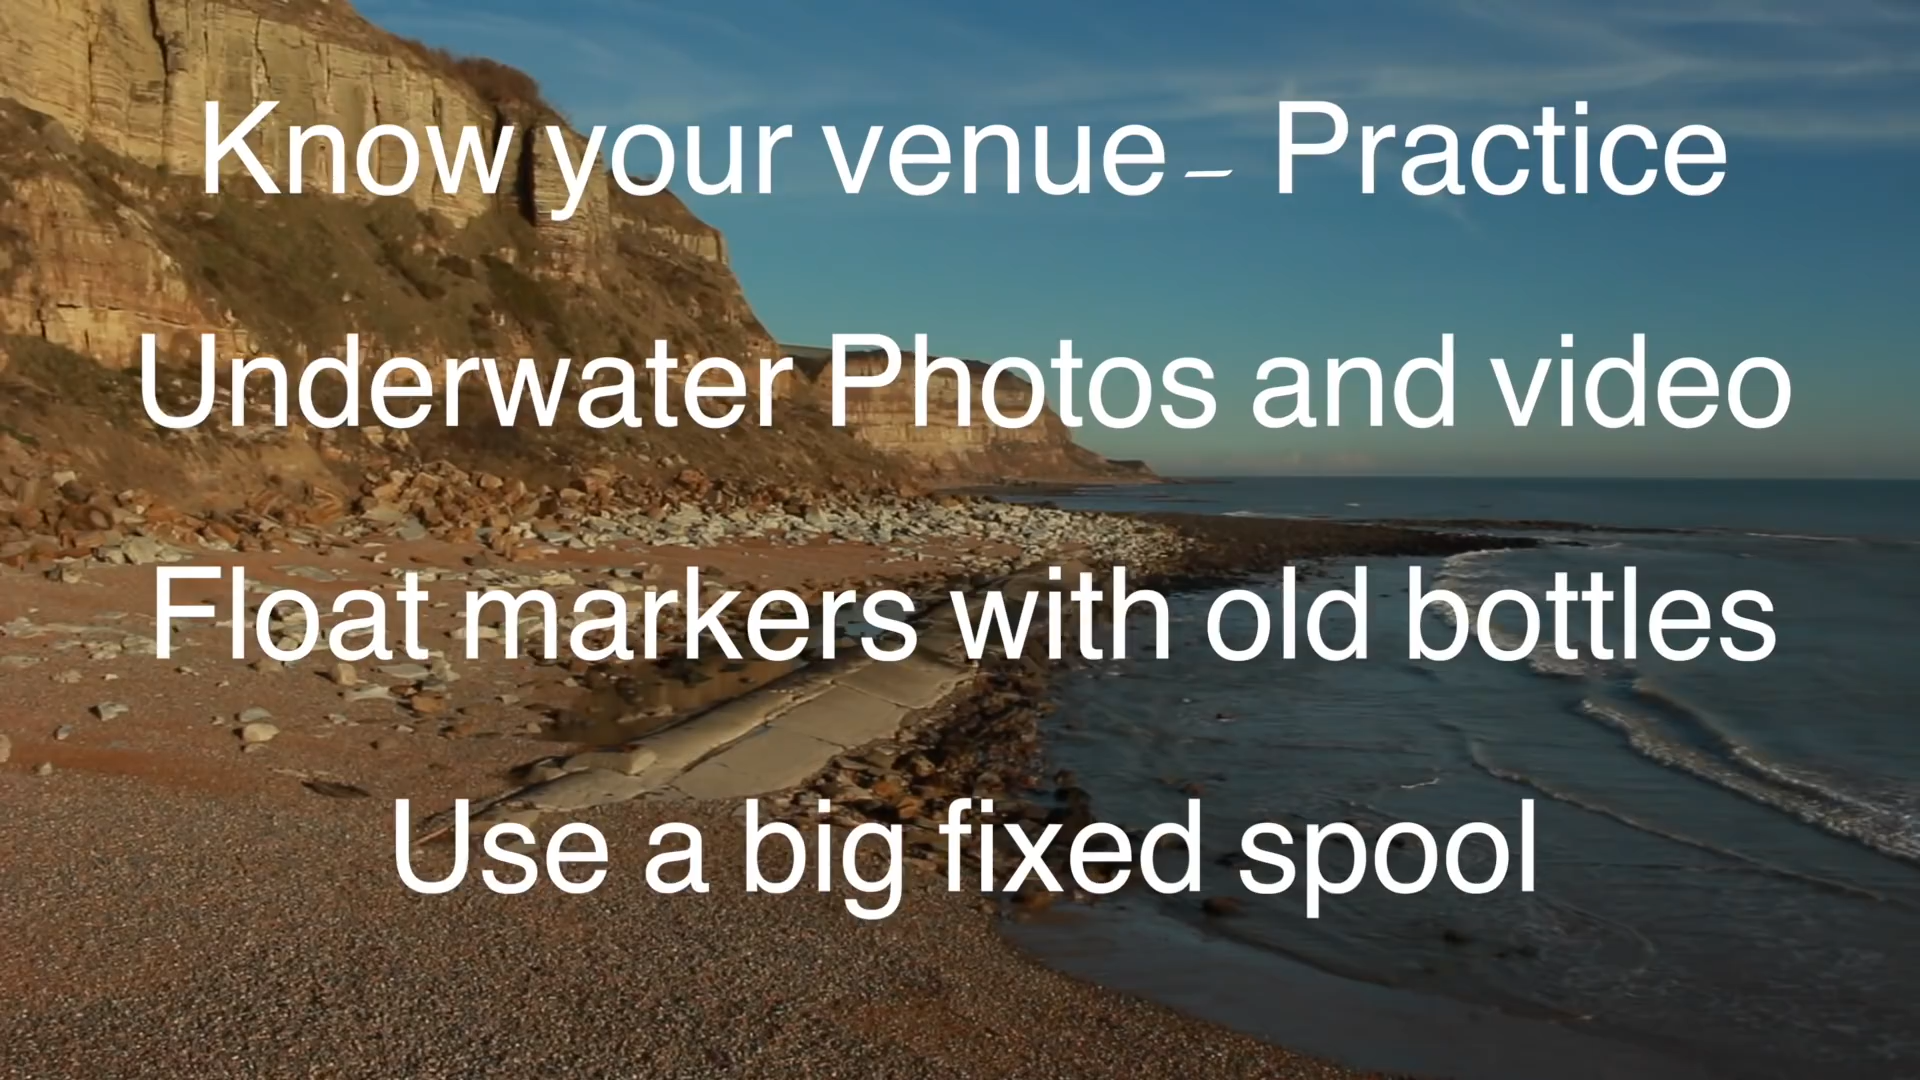 Know your venue - Practice
Underwater Photos and video
Float markers with old bottles
Use a big fixed spool